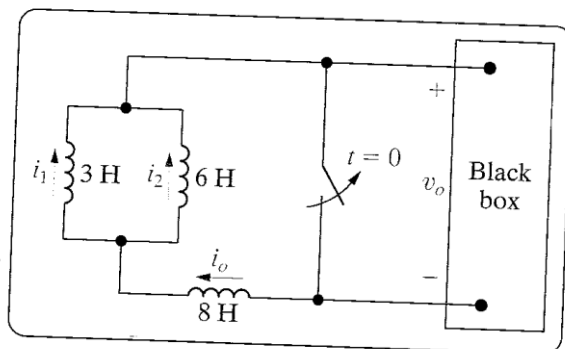 +
t = 0
i1 3 H i2 6 H
vo
Black
box
io
−
8 H